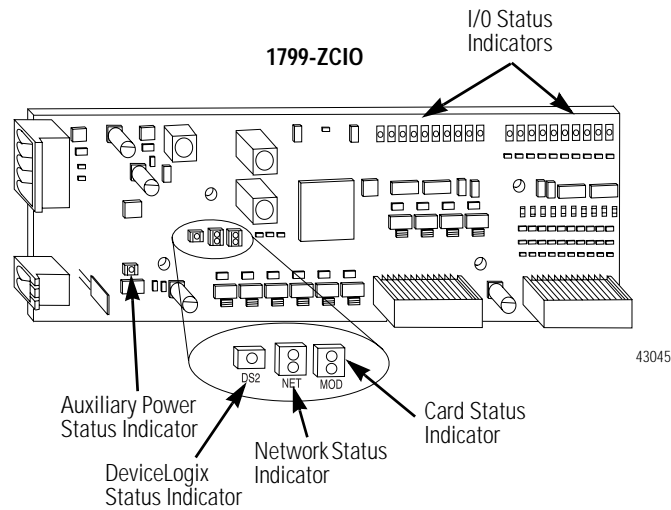 I/O Status
Indicators
1799-ZCIO
43045
DS2
NET
MOD
Auxiliary Power
Status Indicator
Card Status
Indicator
Network Status
Indicator
DeviceLogix
Status Indicator